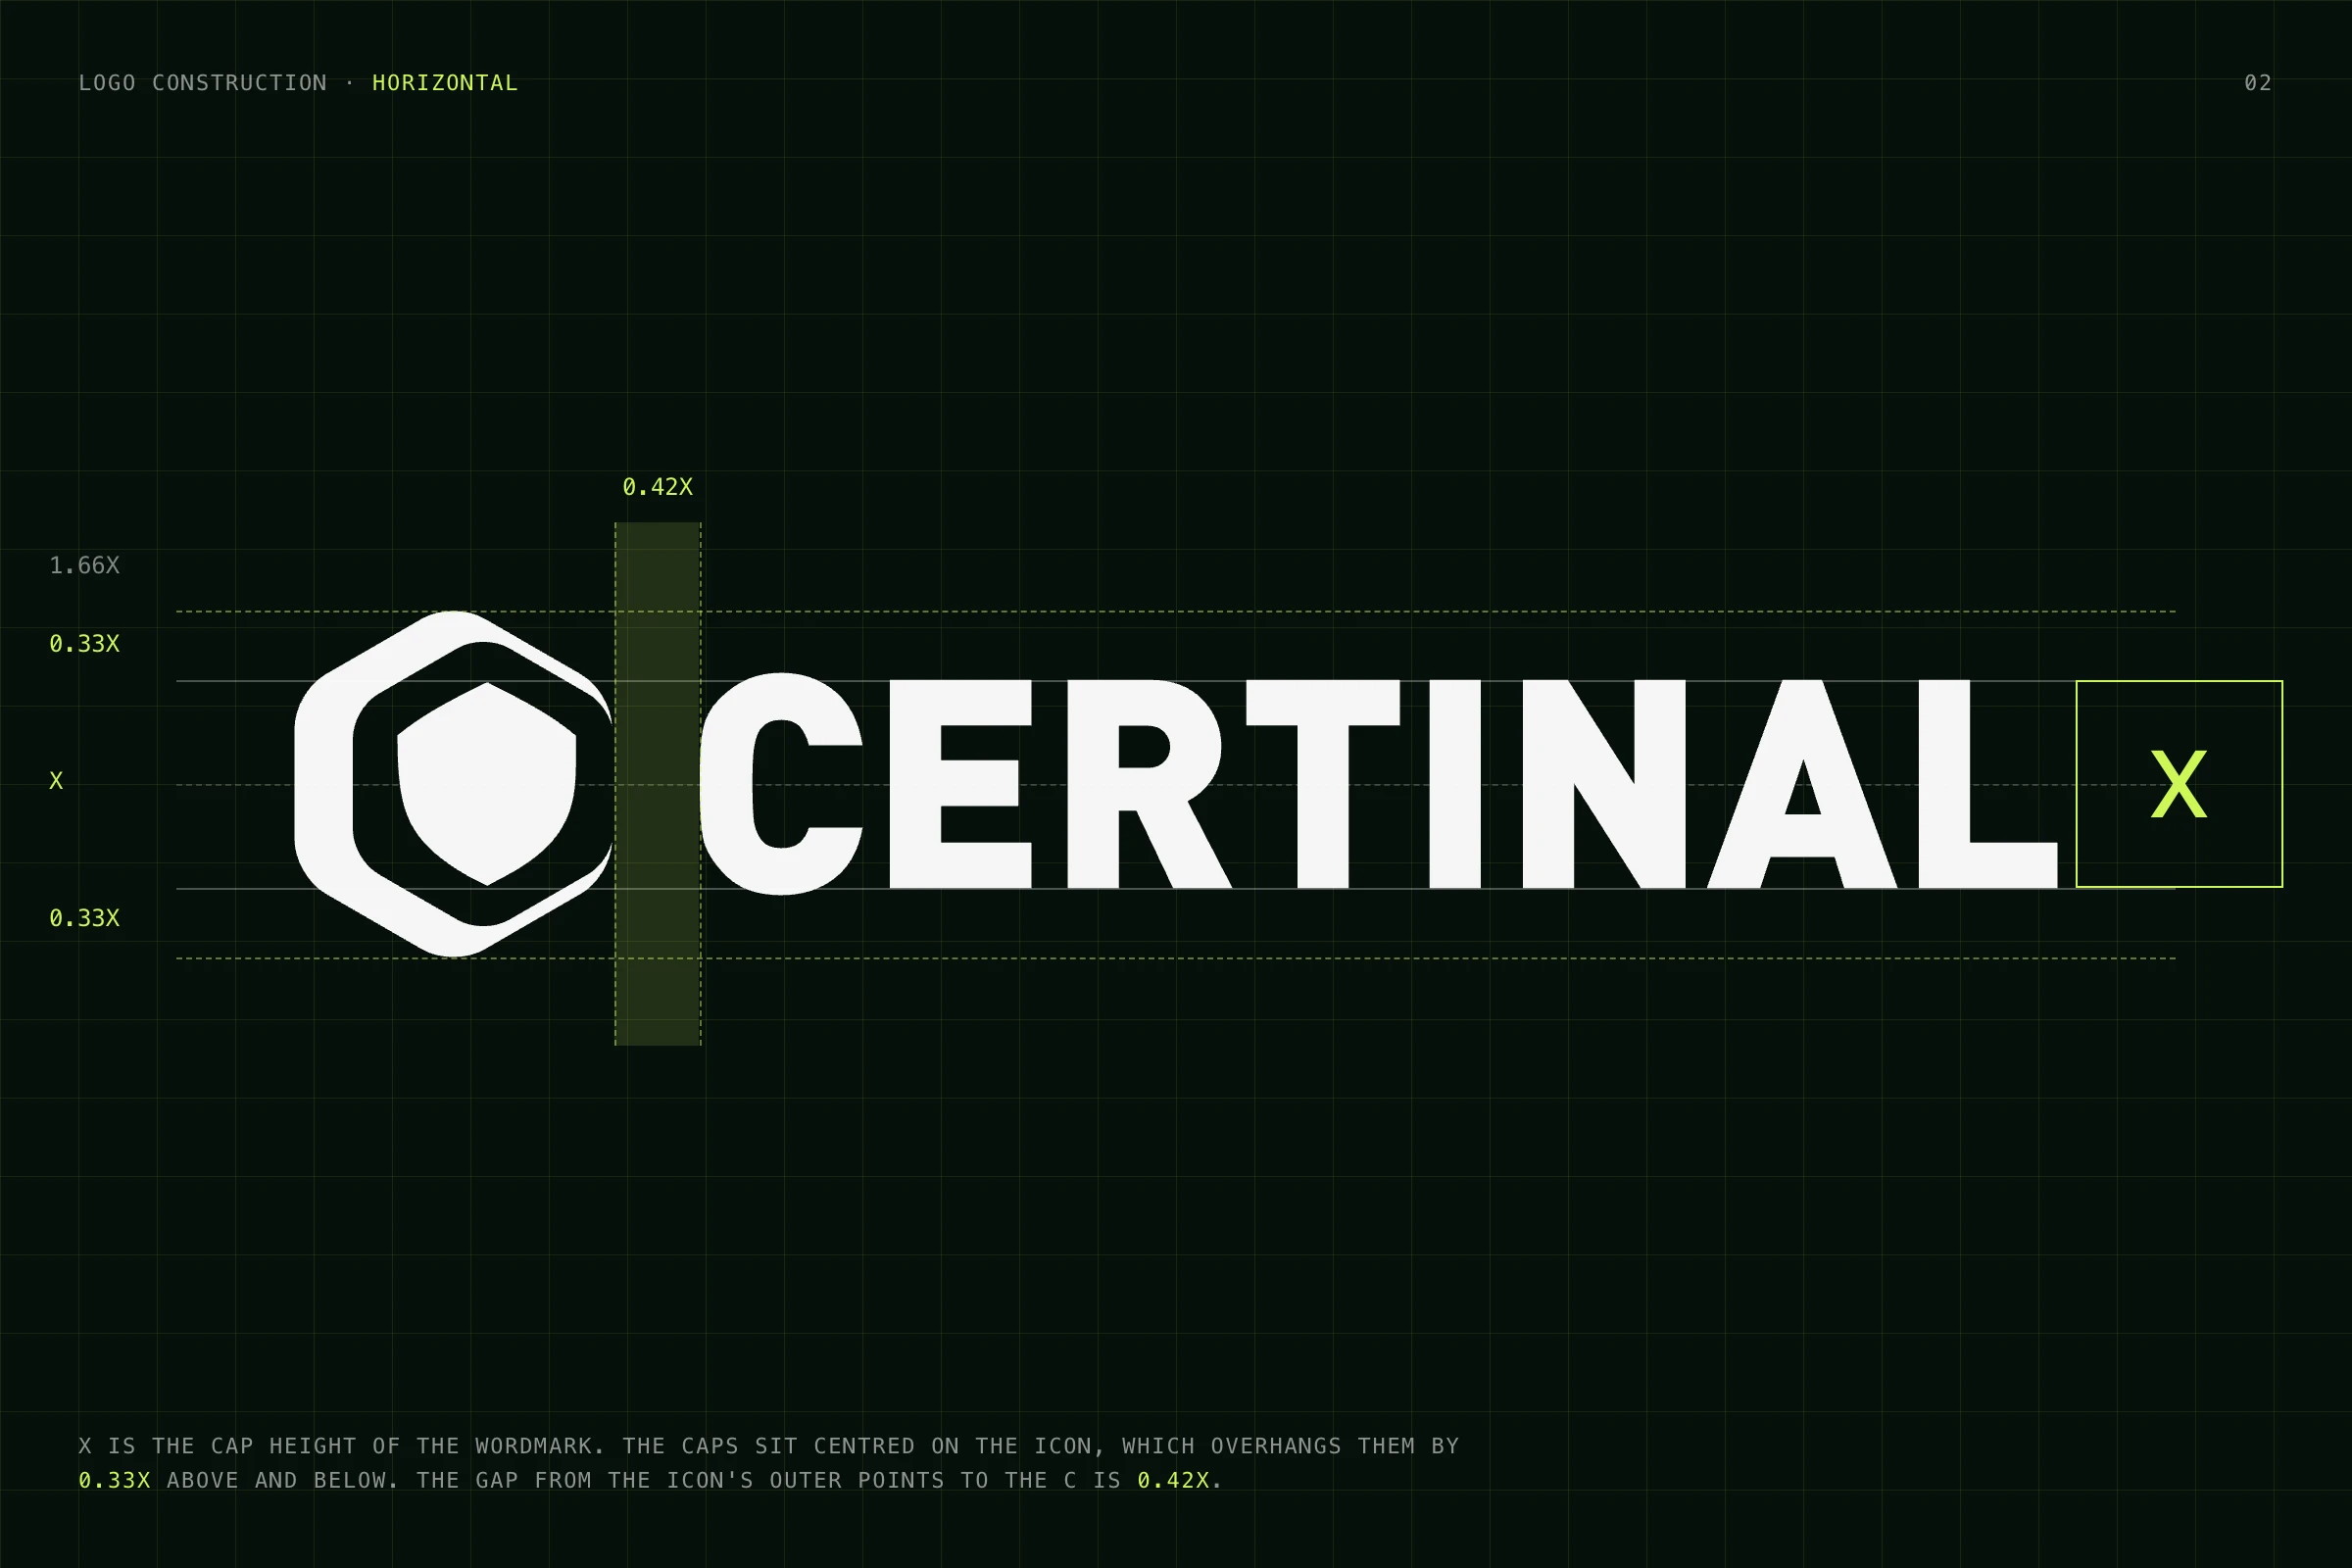 LOGO CONSTRUCTION · HORIZONTAL
02
0.42X
1.66X
0.33X
X
0.33X
CERTINAL
X
X IS THE CAP HEIGHT OF THE WORDMARK. THE CAPS SIT CENTRED ON THE ICON, WHICH OVERHANGS THEM BY
0.33X ABOVE AND BELOW. THE GAP FROM THE ICON'S OUTER POINTS TO THE C IS 0.42X.